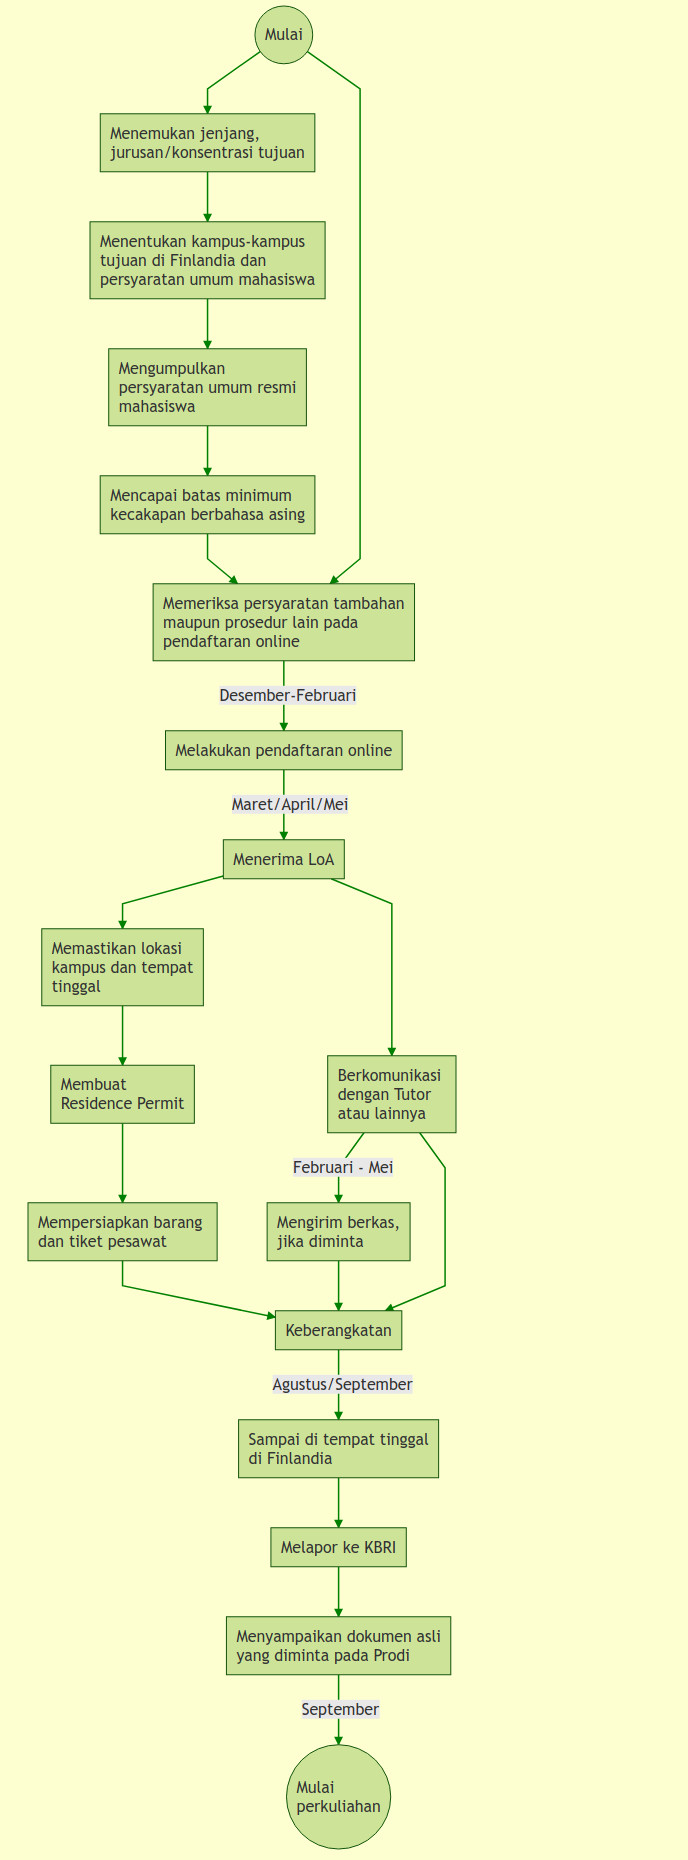 Mulai
Menemukan jenjang,
jurusan/konsentrasi tujuan
Menentukan kampus-kampus
tujuan di Finlandia dan
persyaratan umum mahasiswa
Mengumpulkan
persyaratan umum resmi
mahasiswa
Mencapai batas minimum
kecakapan berbahasa asing
Memeriksa persyaratan tambahan
maupun prosedur lain pada
pendaftaran online
Desember-Februari
Melakukan pendaftaran online
Maret/April/Mei
Menerima LoA
Memastikan lokasi
kampus dan tempat
tinggal
Membuat
Residence Permit
Berkomunikasi
dengan Tutor
atau lainnya
Februari - Mei
Mempersiapkan barang
dan tiket pesawat
Mengirim berkas,
jika diminta
Keberangkatan
Agustus/September
Sampai di tempat tinggal
di Finlandia
Melapor ke KBRI
Menyampaikan dokumen asli
yang diminta pada Prodi
September
Mulai
perkuliahan